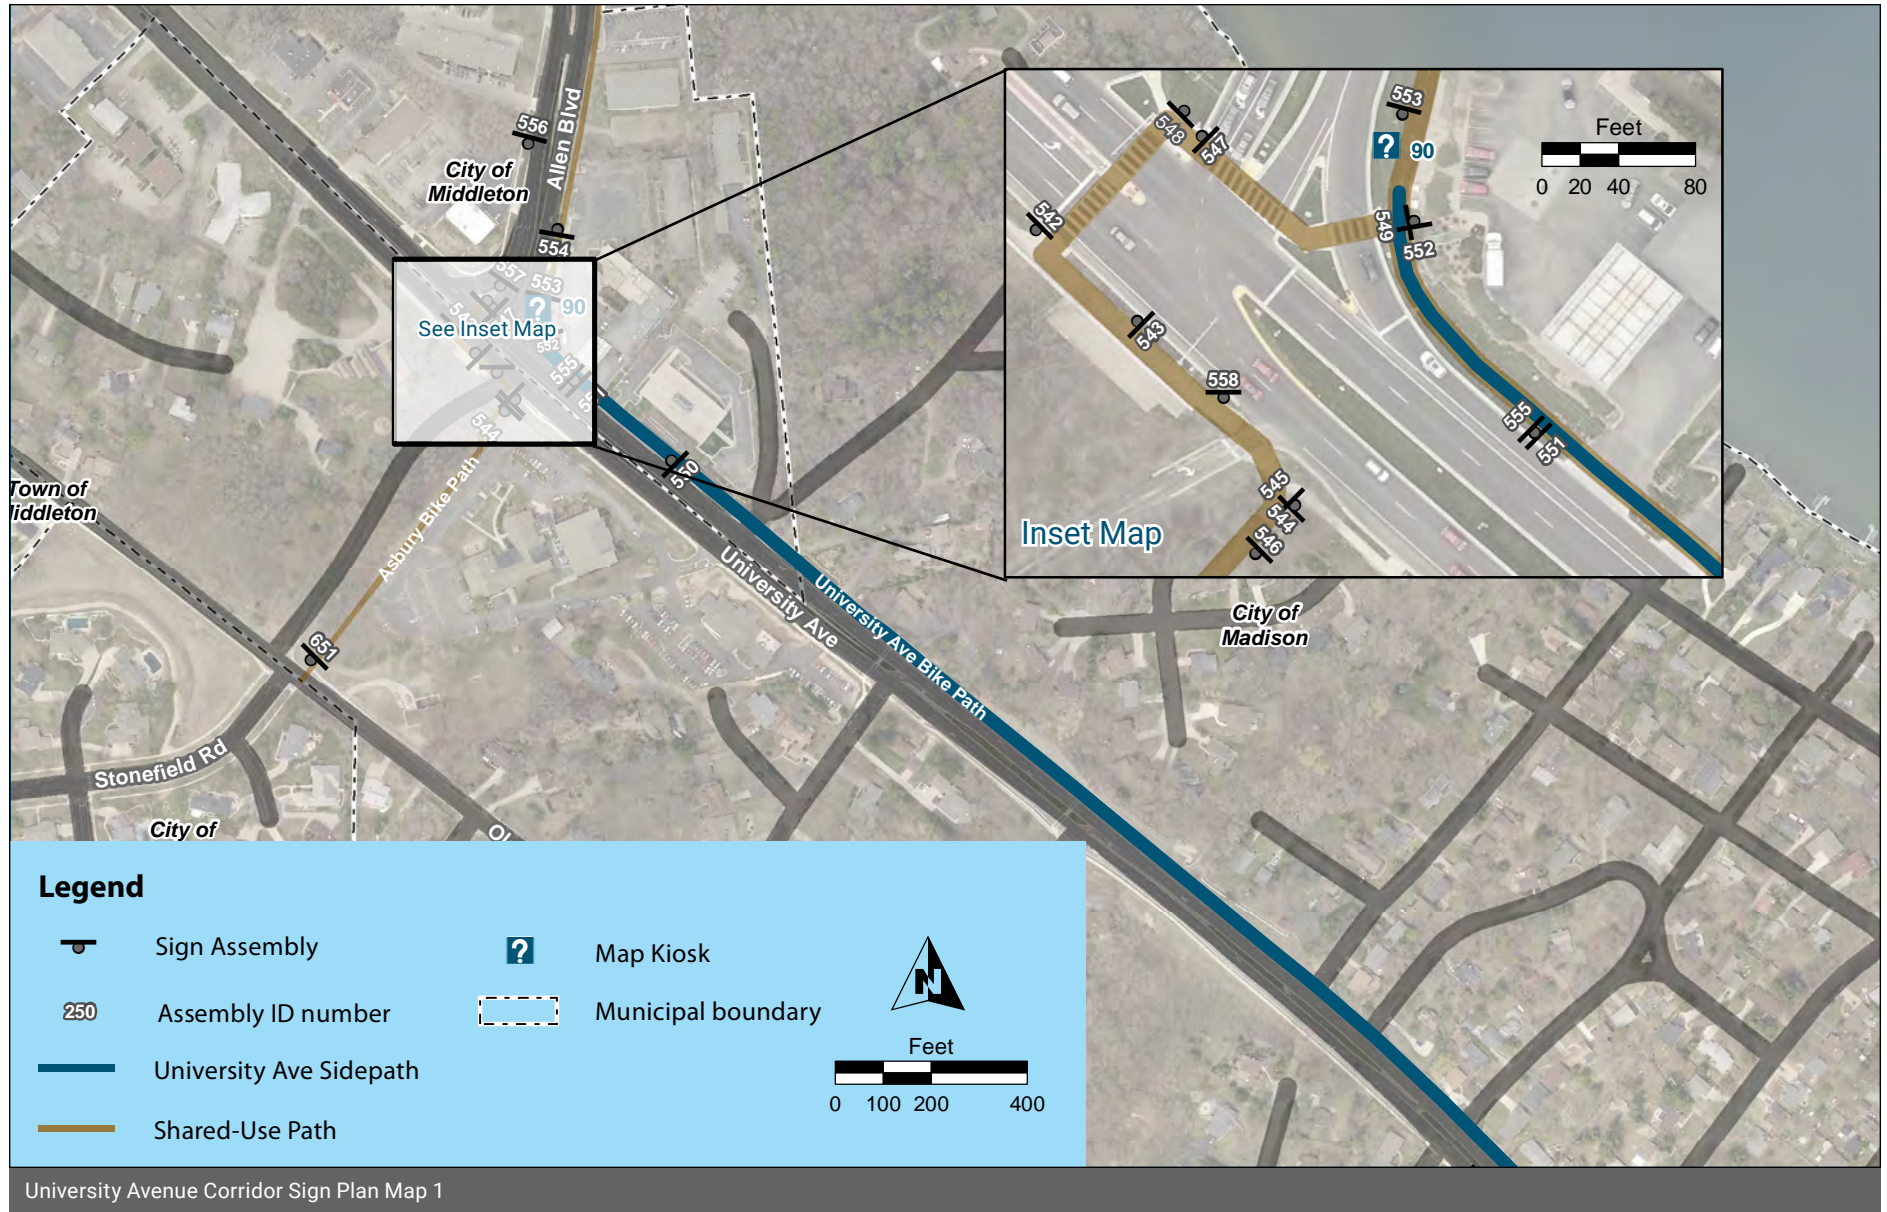 556
Allen Blvd
City of
Middleton
554
557
553
90
See Inset Map
552
555
544
550
Town of
iddleton
Asbury Bike Path
University Ave
University Ave Bike Path
651
Stonefield Rd
City of
Ol
City of
Madison
553
90
548
547
542
549
552
543
558
555
551
545
544
546
Inset Map
Feet
0 20 40 80
Legend
Sign Assembly
250
Assembly ID number
University Ave Sidepath
Shared-Use Path
Map Kiosk
Municipal boundary
N
Feet
0 100 200 400
University Avenue Corridor Sign Plan Map 1